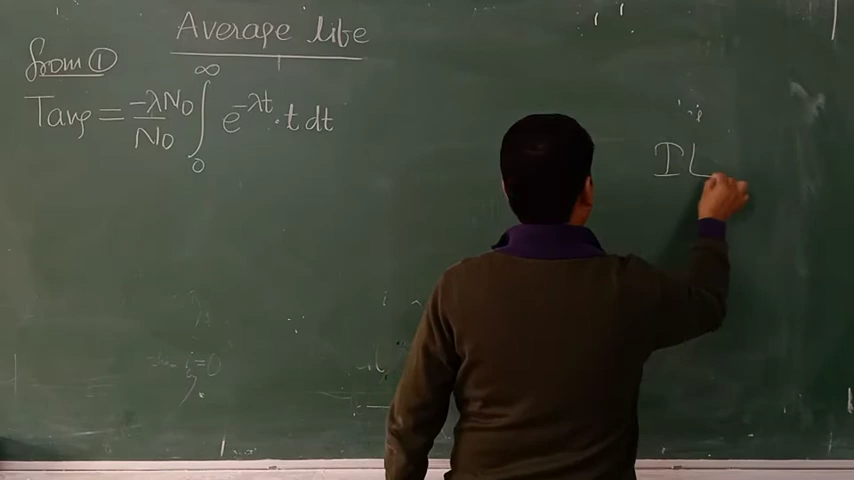 Average life
from ①
Tavg = -λN₀/N₀ ∫₀^∞ e^-λt · t dt
IL